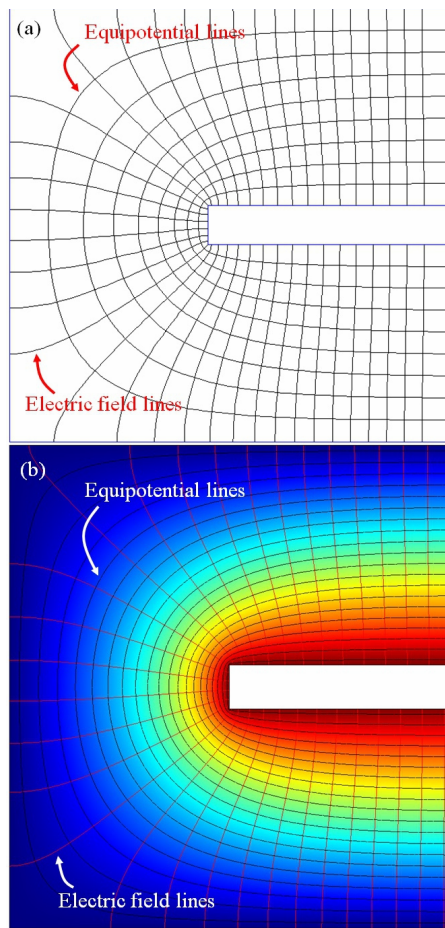 (a)
Equipotential lines
Electric field lines
(b)
Equipotential lines
Electric field lines